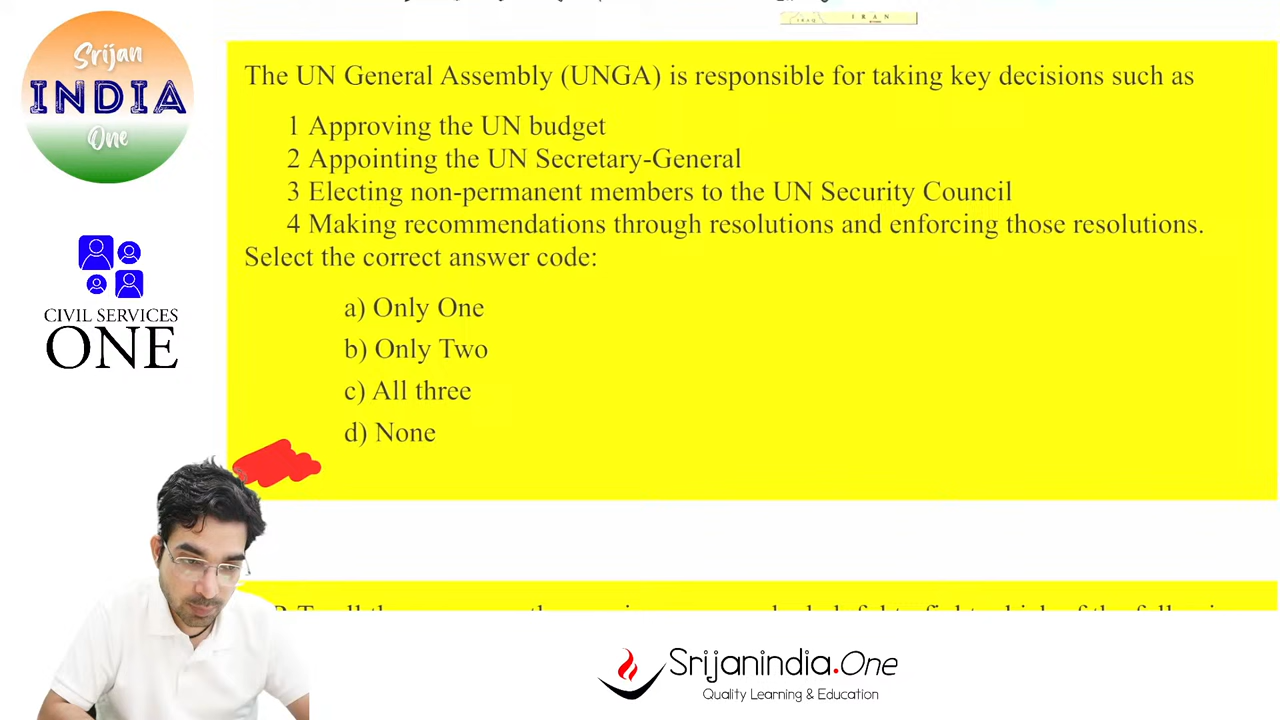 IRAQ
IRAN
Srijan
INDIA
One
The UN General Assembly (UNGA) is responsible for taking key decisions such as
1 Approving the UN budget
2 Appointing the UN Secretary-General
3 Electing non-permanent members to the UN Security Council
4 Making recommendations through resolutions and enforcing those resolutions.
Select the correct answer code:
a) Only One
b) Only Two
c) All three
d) None
CIVIL SERVICES
ONE
SrijanIndia.One
Quality Learning & Education